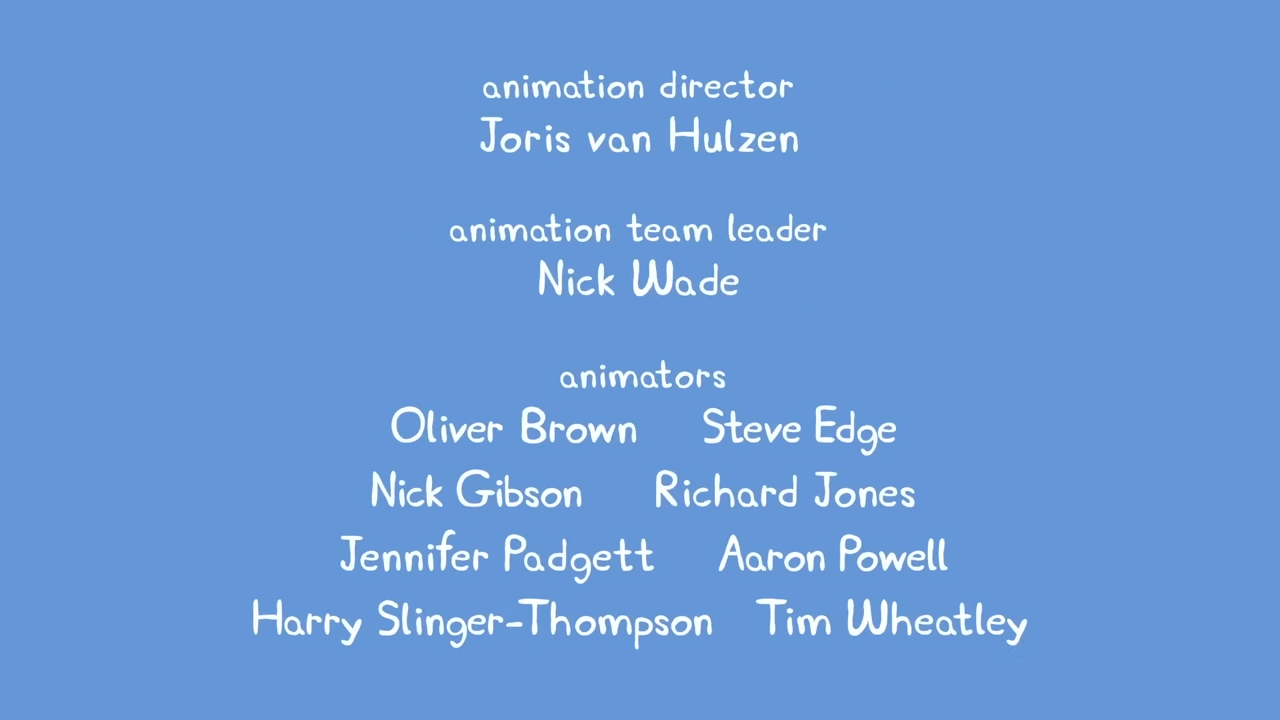 animation director
Joris van Hulzen
animation team leader
Nick Wade
animators
Oliver Brown Steve Edge
Nick Gibson Richard Jones
Jennifer Padgett Aaron Powell
Harry Slinger-Thompson Tim Wheatley